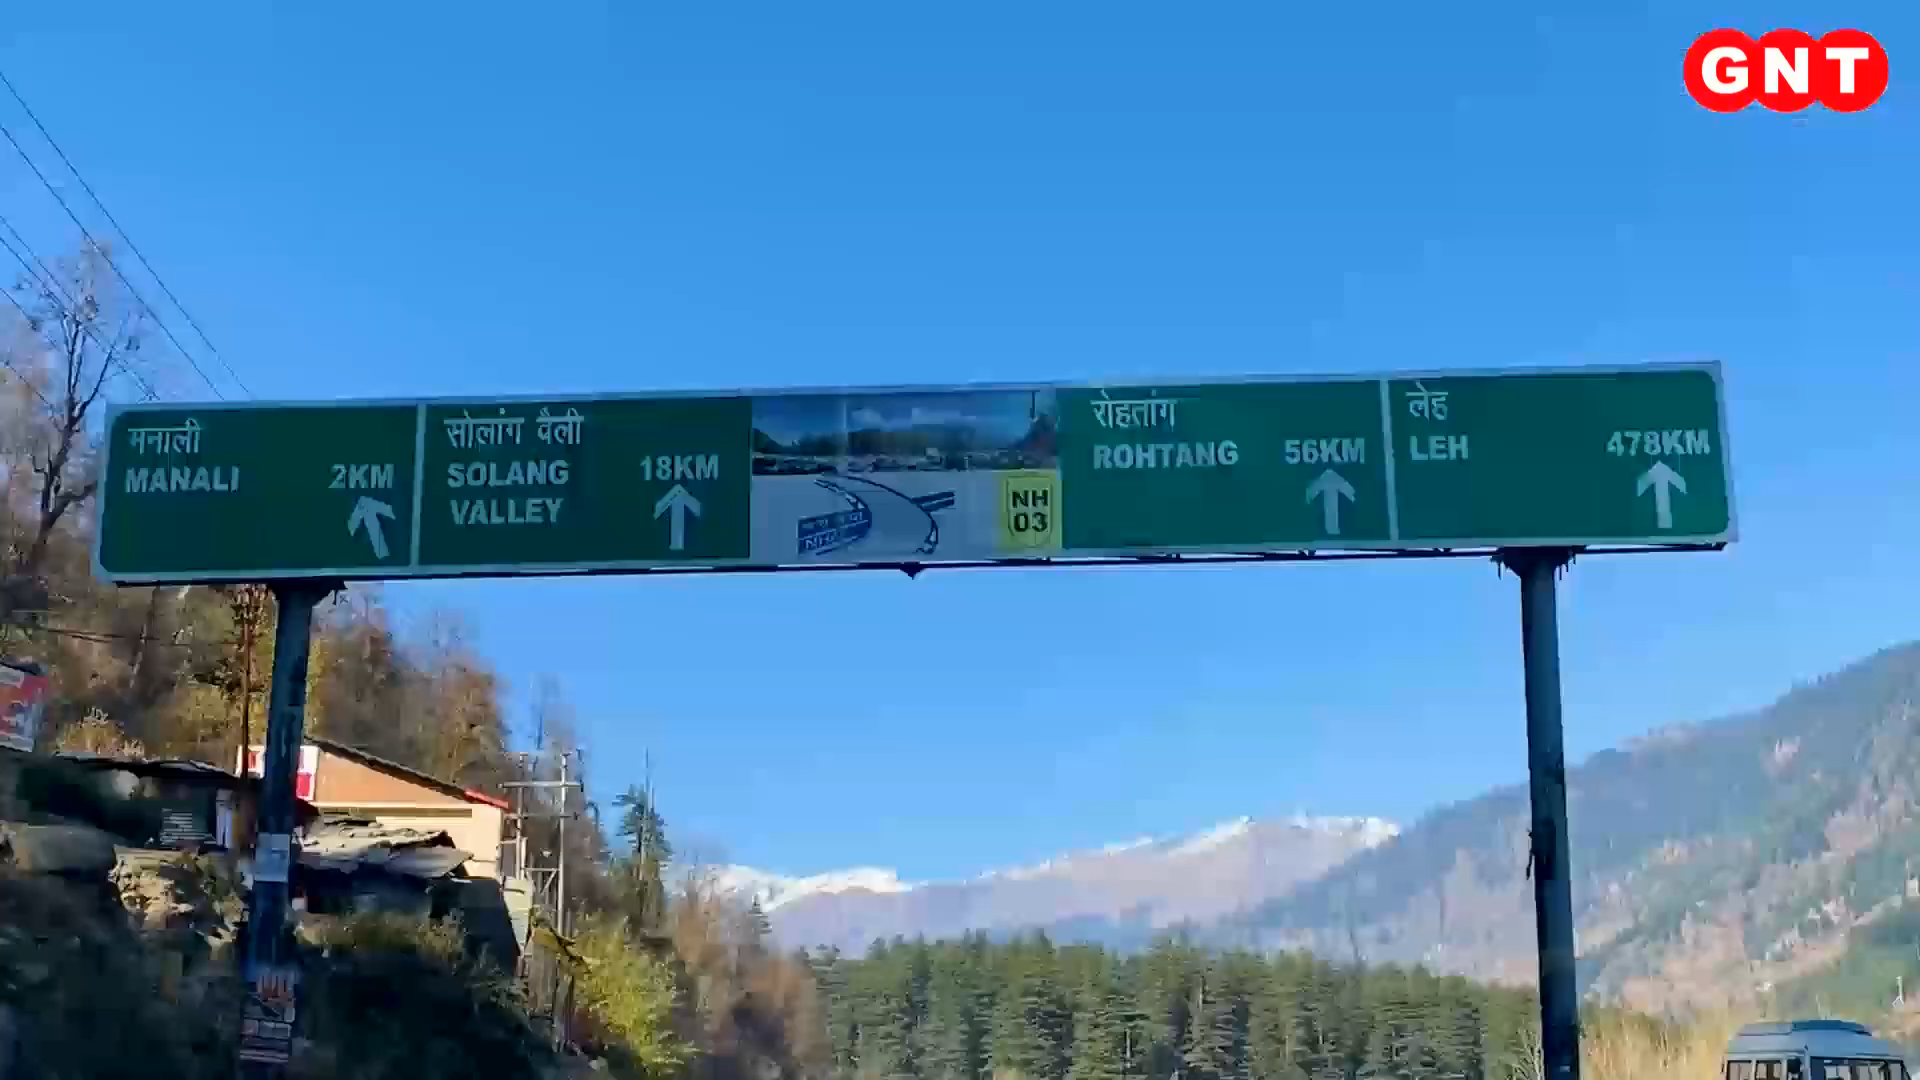 GNT
मनाली
MANALI 2KM
सोलांग वैली
SOLANG 18KM
VALLEY
NH
03
रोहतांग
ROHTANG 56KM
लेह
LEH 478KM